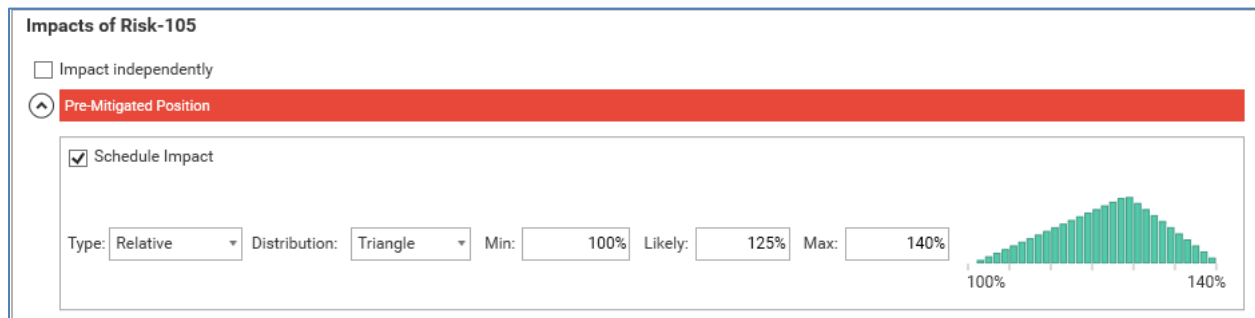 Impacts of Risk-105
Impact independently
Pre-Mitigated Position
Schedule Impact
Type: Relative Distribution: Triangle Min: 100% Likely: 125% Max: 140%
100% 140%